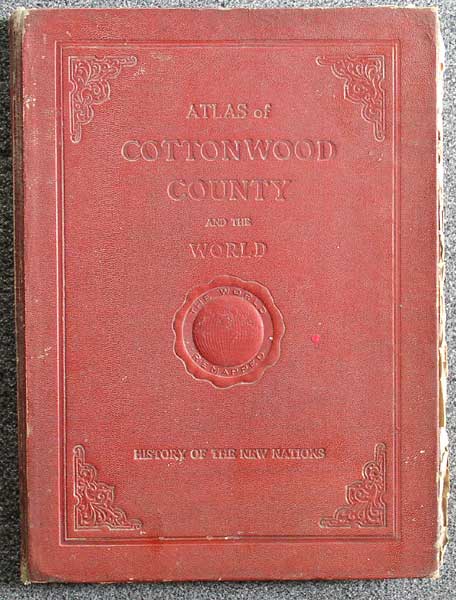 ATLAS of
COTTONWOOD
COUNTY
AND THE
WORLD
THE WORLD
REMAPPED
HISTORY OF THE NEW NATIONS